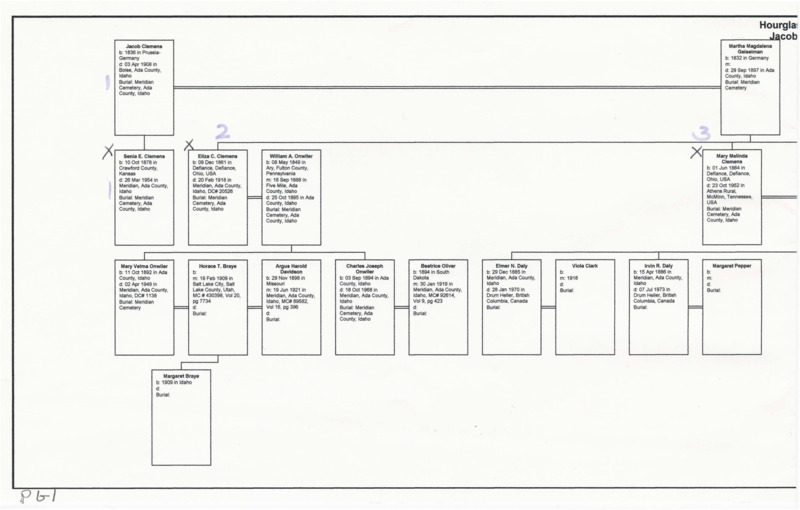 Hourgla
Jacob
Jacob Clemens
b: 1836 in Prussia-
Germany
d: 03 Apr 1908 in
Boise, Ada County,
Idaho
Burial: Meridian
Cemetery, Ada
County, Idaho
Martha Magdalena
Geiselman
b: 1832 in Germany
m:
d: 29 Sep 1897 in Ada
County, Idaho
Burial: Meridian
Cemetery
1
2
3
X
X
X
1
Senia E. Clemens
b: 10 Oct 1878 in
Crawford County,
Kansas
d: 26 Mar 1954 in
Meridian, Ada County,
Idaho
Burial: Meridian
Cemetery, Ada
County, Idaho
Eliza C. Clemens
b: 09 Dec 1861 in
Defiance, Defiance,
Ohio, USA
d: 20 Feb 1918 in
Meridian, Ada County,
Idaho, DC# 20526
Burial: Meridian
Cemetery, Ada
County, Idaho
William A. Onwiler
b: 08 May 1849 in
Ary, Fulton County,
Pennsylvania
m: 16 Sep 1888 in
Five Mile, Ada
County, Idaho
d: 20 Oct 1895 in Ada
County, Idaho
Burial: Meridian
Cemetery, Ada
County, Idaho
Mary Malinda
Clemens
b: 01 Jun 1864 in
Defiance, Defiance,
Ohio, USA
d: 23 Oct 1952 in
Athens Rural,
McMinn, Tennessee,
USA
Burial: Meridian
Cemetery, Ada
County, Idaho
Mary Velma Onwiler
b: 11 Oct 1892 in Ada
County, Idaho
d: 02 Apr 1949 in
Meridian, Ada County,
Idaho, DC# 1138
Burial: Meridian
Cemetery
Horace T. Braye
b:
m: 19 Feb 1909 in
Salt Lake City, Salt
Lake County, Utah,
MC # 430398, Vol 20,
pg 7734
d:
Burial:
Argus Harold
Davidson
b: 29 Nov 1898 in
Missouri
m: 19 Jun 1921 in
Meridian, Ada County,
Idaho, MC# 89582,
Vol 16, pg 396
d:
Burial:
Charles Joseph
Onwiler
b: 03 Sep 1894 in Ada
County, Idaho
d: 16 Oct 1968 in
Meridian, Ada County,
Idaho
Burial: Meridian
Cemetery, Ada
County, Idaho
Beatrice Oliver
b: 1894 in South
Dakota
m: 30 Jan 1919 in
Meridian, Ada County,
Idaho, MC# 92614,
Vol 9, pg 423
d:
Burial:
Elmer N. Daly
b: 29 Dec 1885 in
Meridian, Ada County,
Idaho
d: 28 Jan 1970 in
Drum Heller, British
Columbia, Canada
Burial:
Viola Clark
b:
m: 1918
d:
Burial:
Irvin R. Daly
b: 15 Apr 1886 in
Meridian, Ada County,
Idaho
d: 07 Jul 1973 in
Drum Heller, British
Columbia, Canada
Burial:
Margaret Pepper
b:
m:
d:
Burial:
Margaret Braye
b: 1909 in Idaho
d:
Burial:
PG1